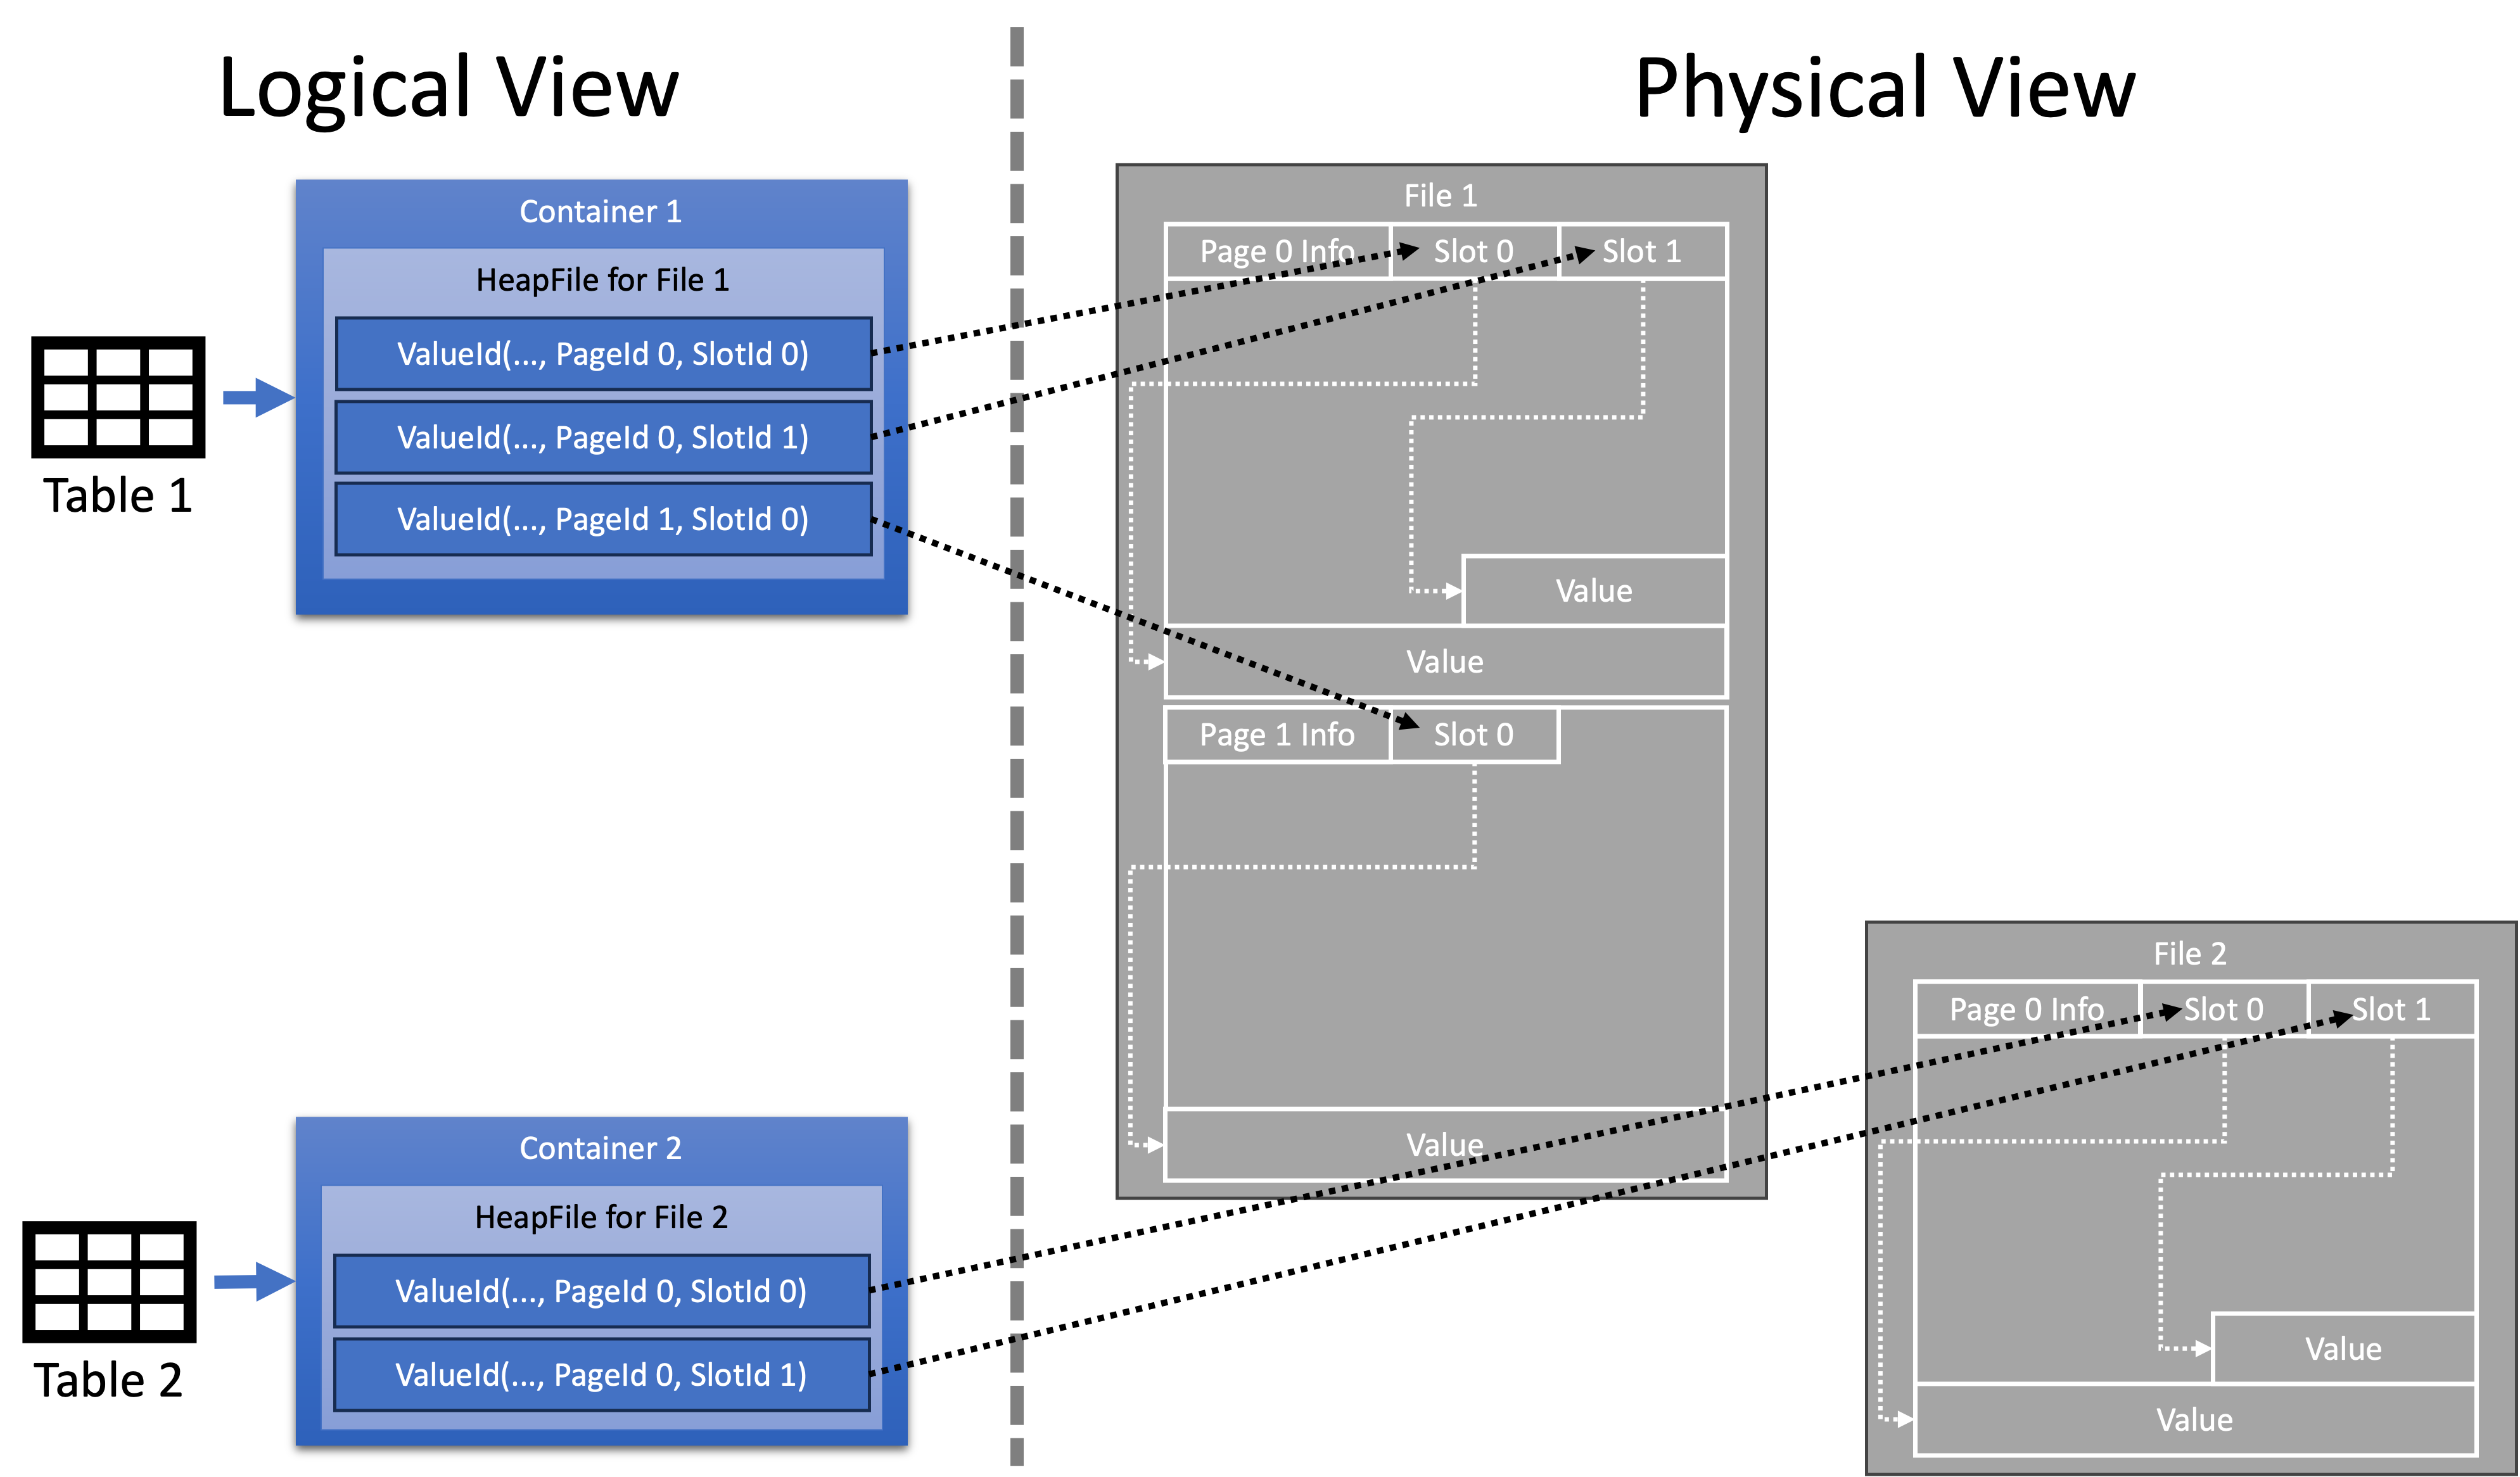 Logical View
Physical View
Container 1
HeapFile for File 1
ValueId(..., PageId 0, SlotId 0)
ValueId(..., PageId 0, SlotId 1)
ValueId(..., PageId 1, SlotId 0)
Table 1
File 1
Page 0 Info
Slot 0
Slot 1
Value
Value
Page 1 Info
Slot 0
Value
Container 2
HeapFile for File 2
ValueId(..., PageId 0, SlotId 0)
ValueId(..., PageId 0, SlotId 1)
Table 2
File 2
Page 0 Info
Slot 0
Slot 1
Value
Value